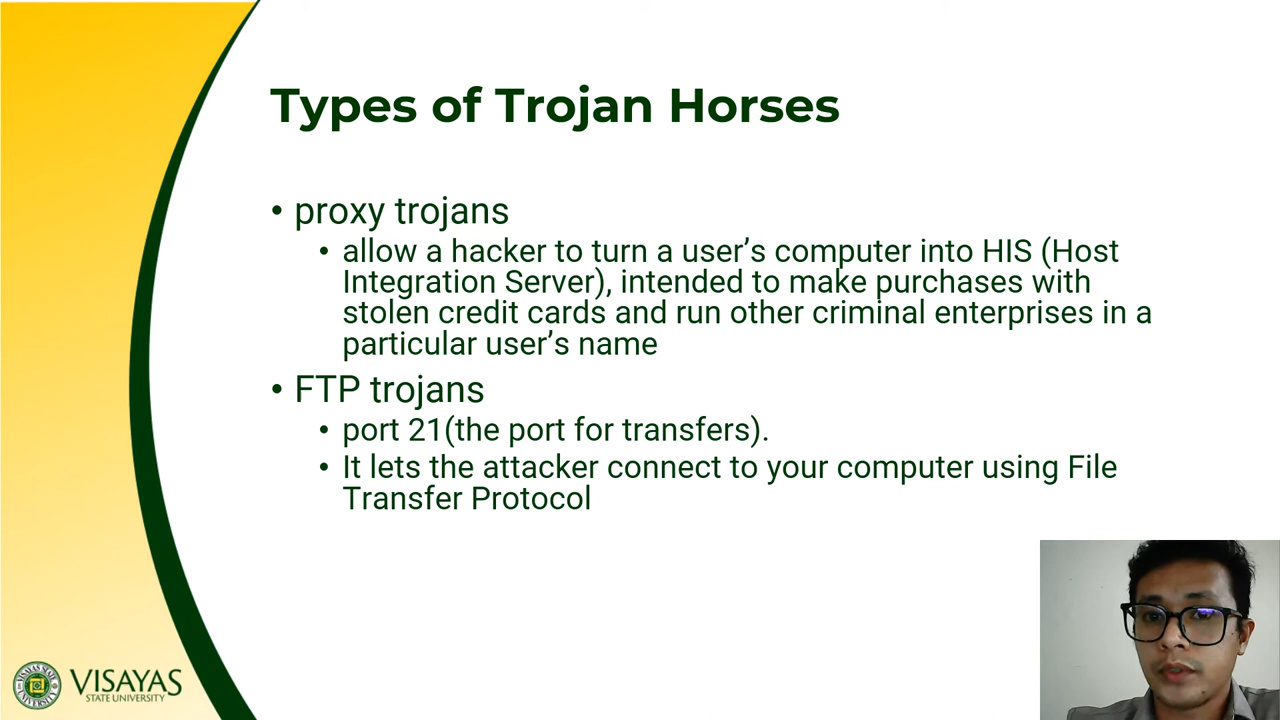 Types of Trojan Horses
• proxy trojans
• allow a hacker to turn a user’s computer into HIS (Host
Integration Server), intended to make purchases with
stolen credit cards and run other criminal enterprises in a
particular user’s name
• FTP trojans
• port 21(the port for transfers).
• It lets the attacker connect to your computer using File
Transfer Protocol
VISAYAS
STATE UNIVERSITY